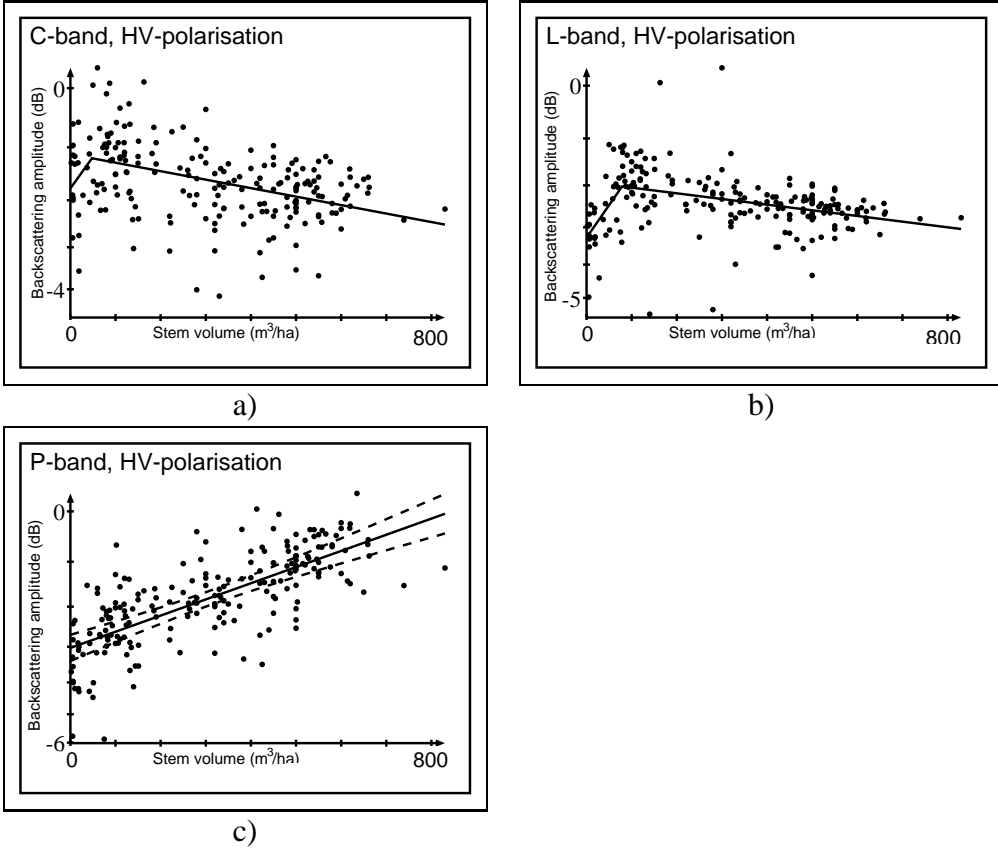 C-band, HV-polarisation
Backscattering amplitude (dB)
0
-4
0
800
Stem volume (m³/ha)
a)
L-band, HV-polarisation
Backscattering amplitude (dB)
0
-5
0
800
Stem volume (m³/ha)
b)
P-band, HV-polarisation
Backscattering amplitude (dB)
0
-6
0
800
Stem volume (m³/ha)
c)